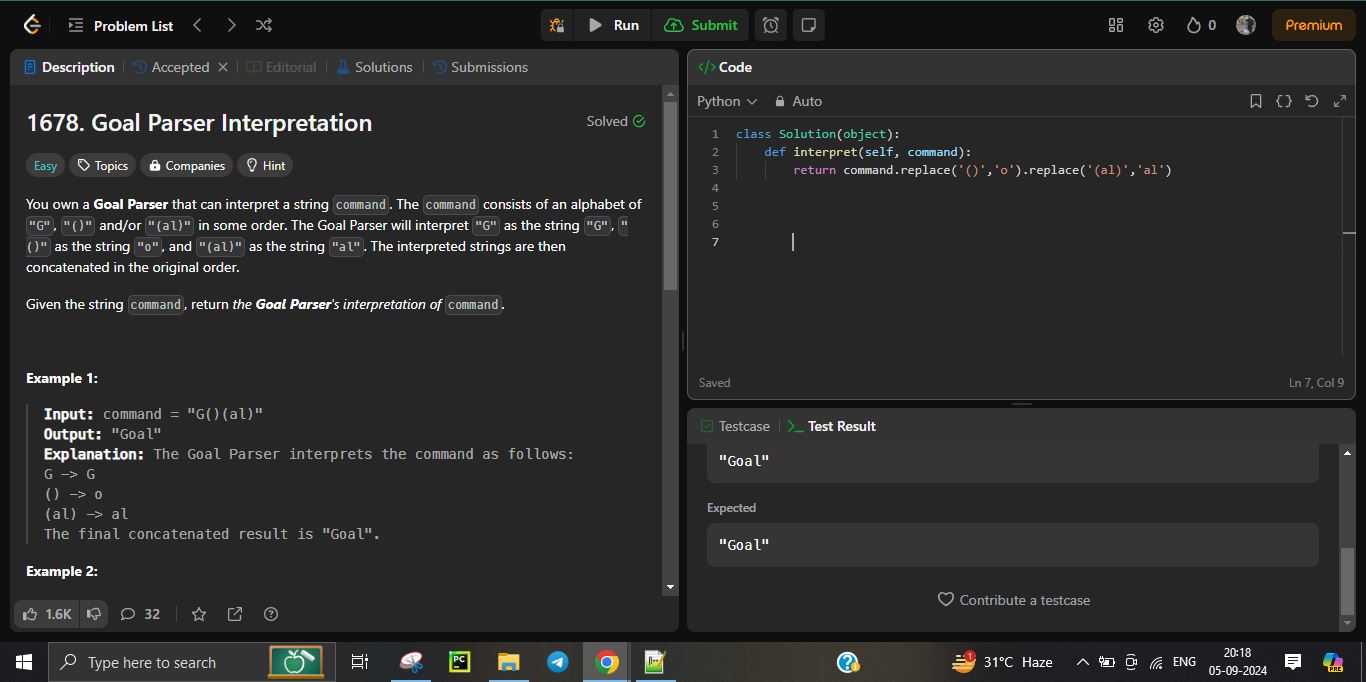 Problem List
Run
Submit
0
Premium
Description
Accepted
Editorial
Solutions
Submissions
1678. Goal Parser Interpretation
Solved
Easy
Topics
Companies
Hint
You own a Goal Parser that can interpret a string command. The command consists of an alphabet of
"G", "()" and/or "(al)" in some order. The Goal Parser will interpret "G" as the string "G", "
()" as the string "o", and "(al)" as the string "al". The interpreted strings are then
concatenated in the original order.
Given the string command, return the Goal Parser's interpretation of command.
Example 1:
Input: command = "G()(al)"
Output: "Goal"
Explanation: The Goal Parser interprets the command as follows:
G -> G
() -> o
(al) -> al
The final concatenated result is "Goal".
Example 2:
1.6K
32
</> Code
Python
Auto
1 class Solution(object):
2 def interpret(self, command):
3 return command.replace('()','o').replace('(al)','al')
4
5
6
7
Saved
Ln 7, Col 9
Testcase
Test Result
"Goal"
Expected
"Goal"
Contribute a testcase
Type here to search
PC
1
31°C Haze
ENG
20:18
05-09-2024
PRE